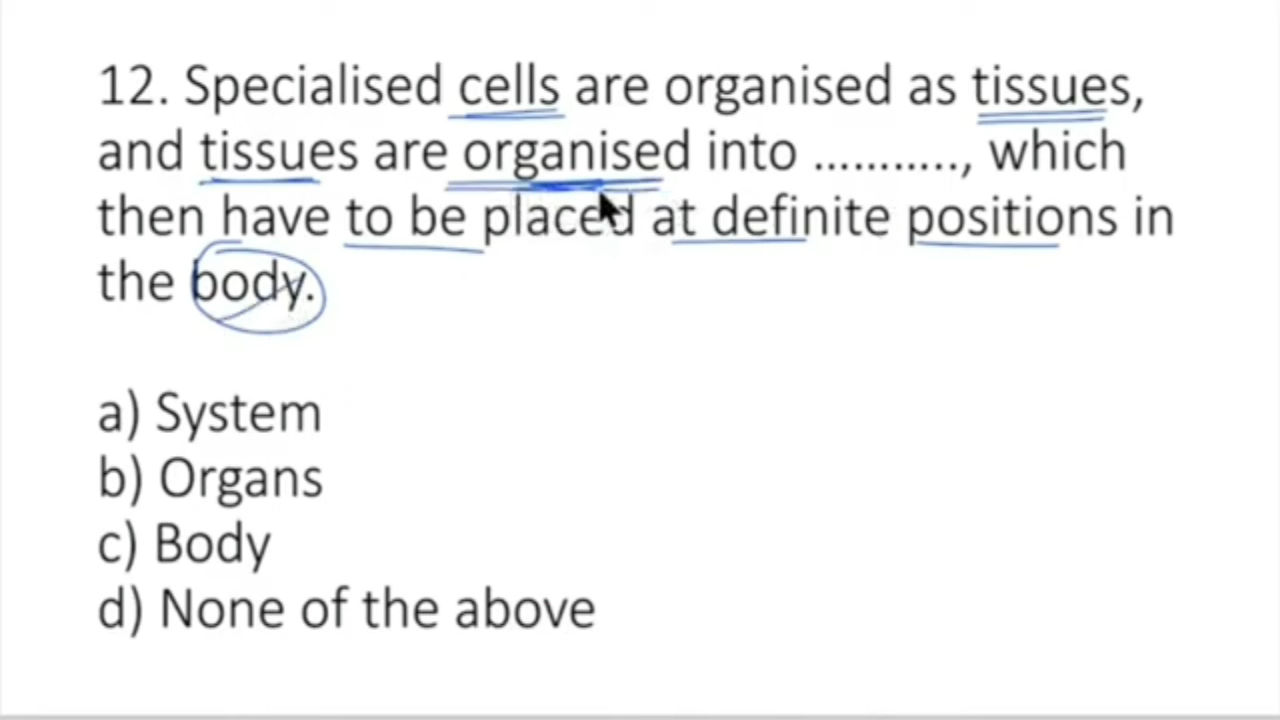 12. Specialised cells are organised as tissues,
and tissues are organised into ..........., which
then have to be placed at definite positions in
the body.
a) System
b) Organs
c) Body
d) None of the above